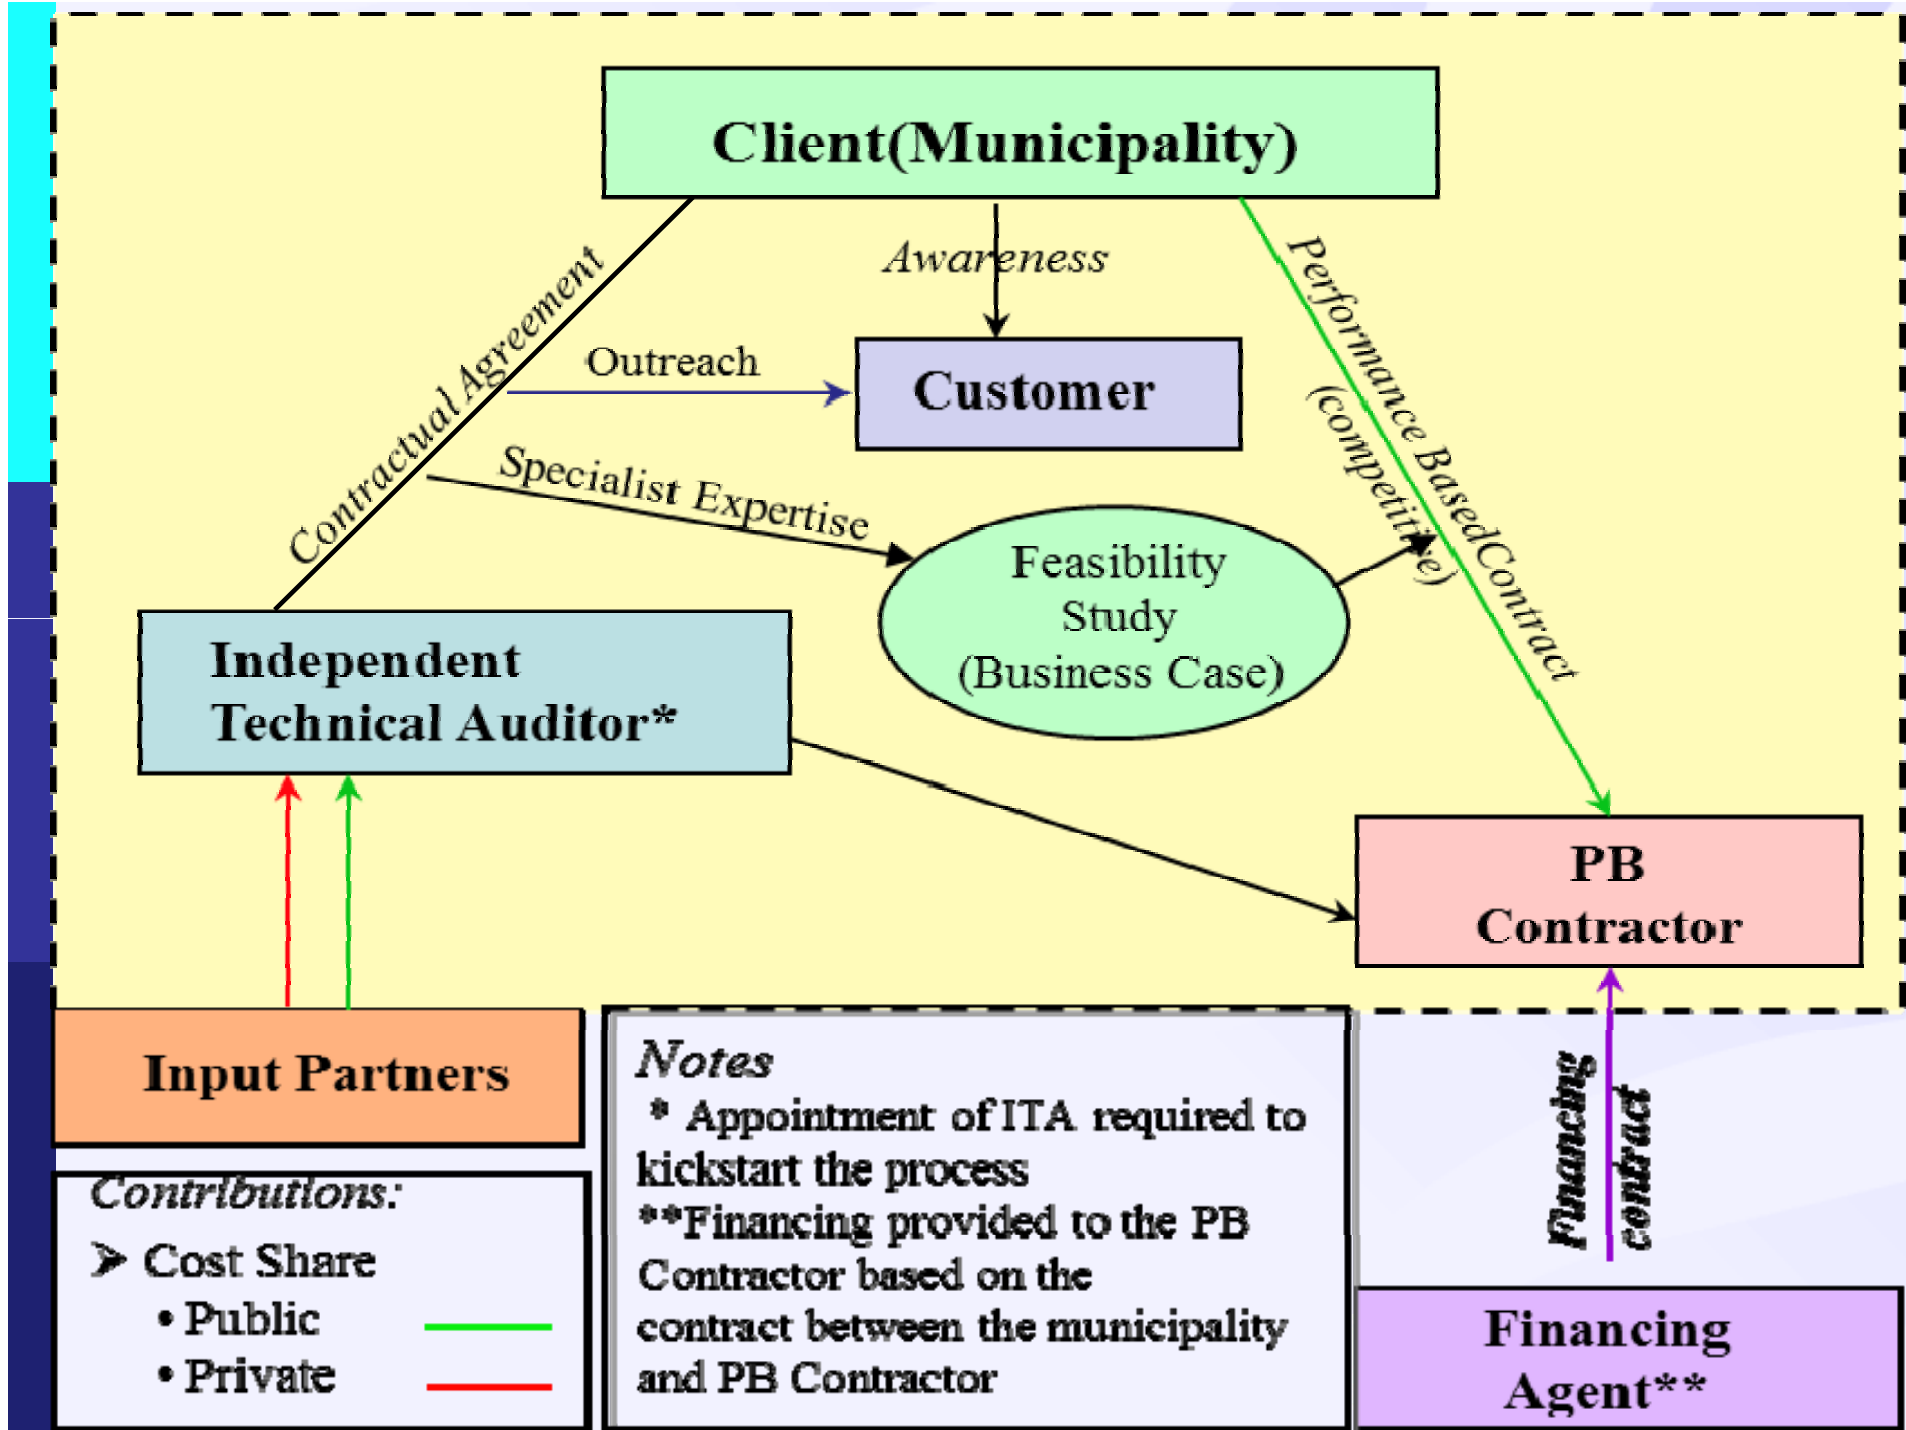 Client(Municipality)
Awareness
Contractual Agreement
Performance BasedContract
(competitive)
Outreach
Customer
Specialist Expertise
Feasibility
Study
(Business Case)
Independent
Technical Auditor*
PB
Contractor
Input Partners
Contributions:
➢ Cost Share
• Public
• Private
Notes
* Appointment of ITA required to
kickstart the process
**Financing provided to the PB
Contractor based on the
contract between the municipality
and PB Contractor
Financing
contract
Financing
Agent**